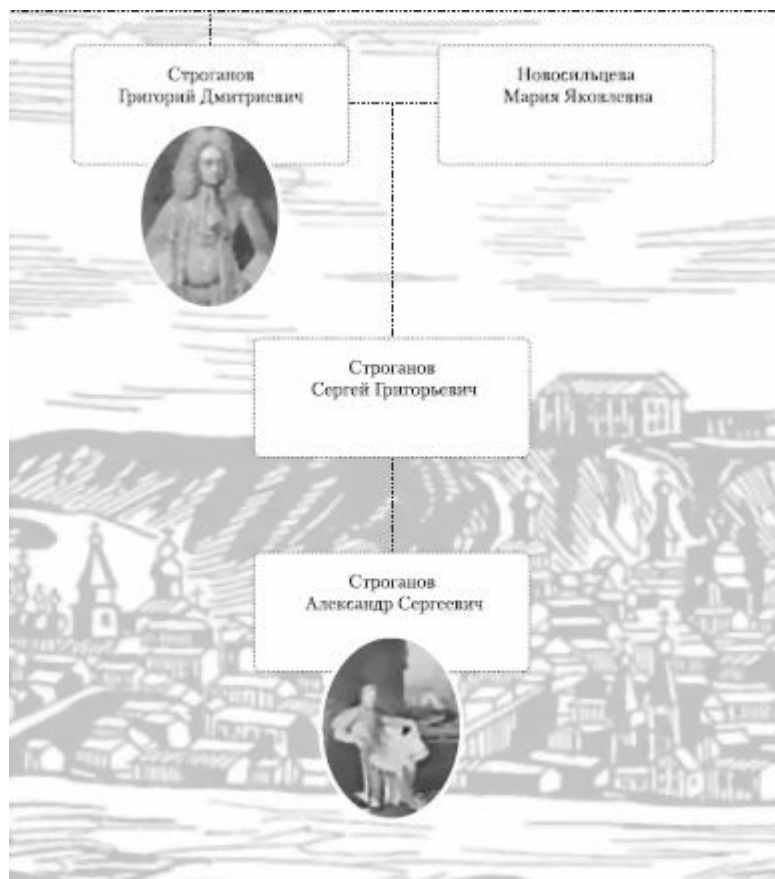 Строганов
Григорий Дмитриевич
Новосильцева
Мария Яковлевна
Строганов
Сергей Григорьевич
Строганов
Александр Сергеевич